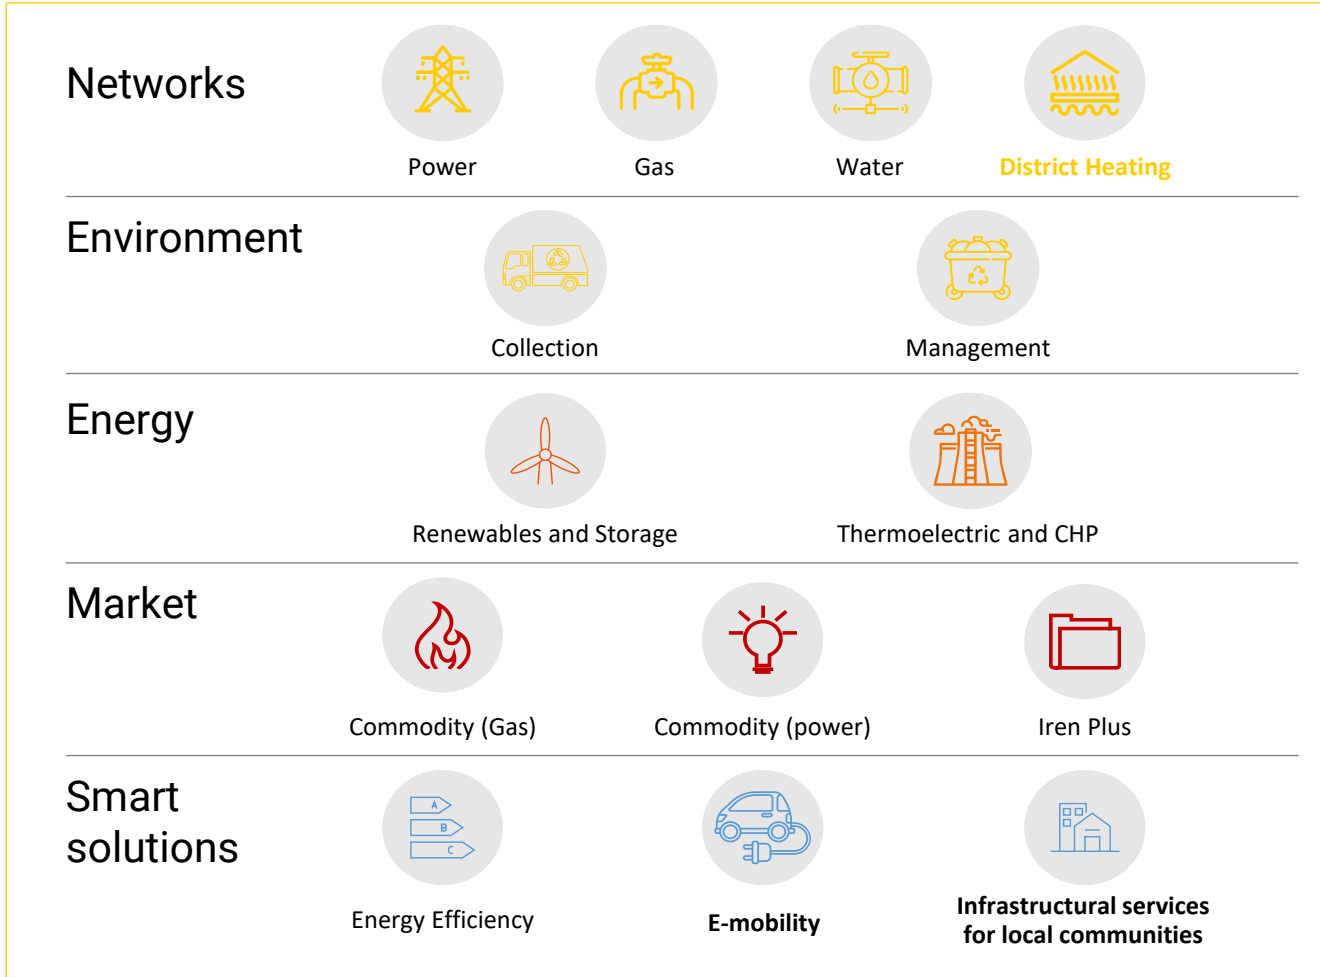 Networks
Power
Gas
Water
District Heating
Environment
Collection
Management
Energy
Renewables and Storage
Thermoelectric and CHP
Market
Commodity (Gas)
Commodity (power)
Iren Plus
Smart
solutions
A
B
C
Energy Efficiency
E-mobility
Infrastructural services
for local communities